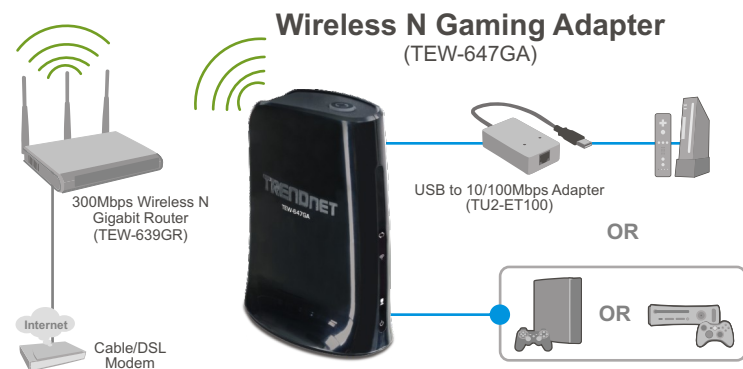 Wireless N Gaming Adapter
(TEW-647GA)
300Mbps Wireless N
Gigabit Router
(TEW-639GR)
TRENDNET
TEW-647GA
USB to 10/100Mbps Adapter
(TU2-ET100)
OR
OR
Internet
Cable/DSL
Modem